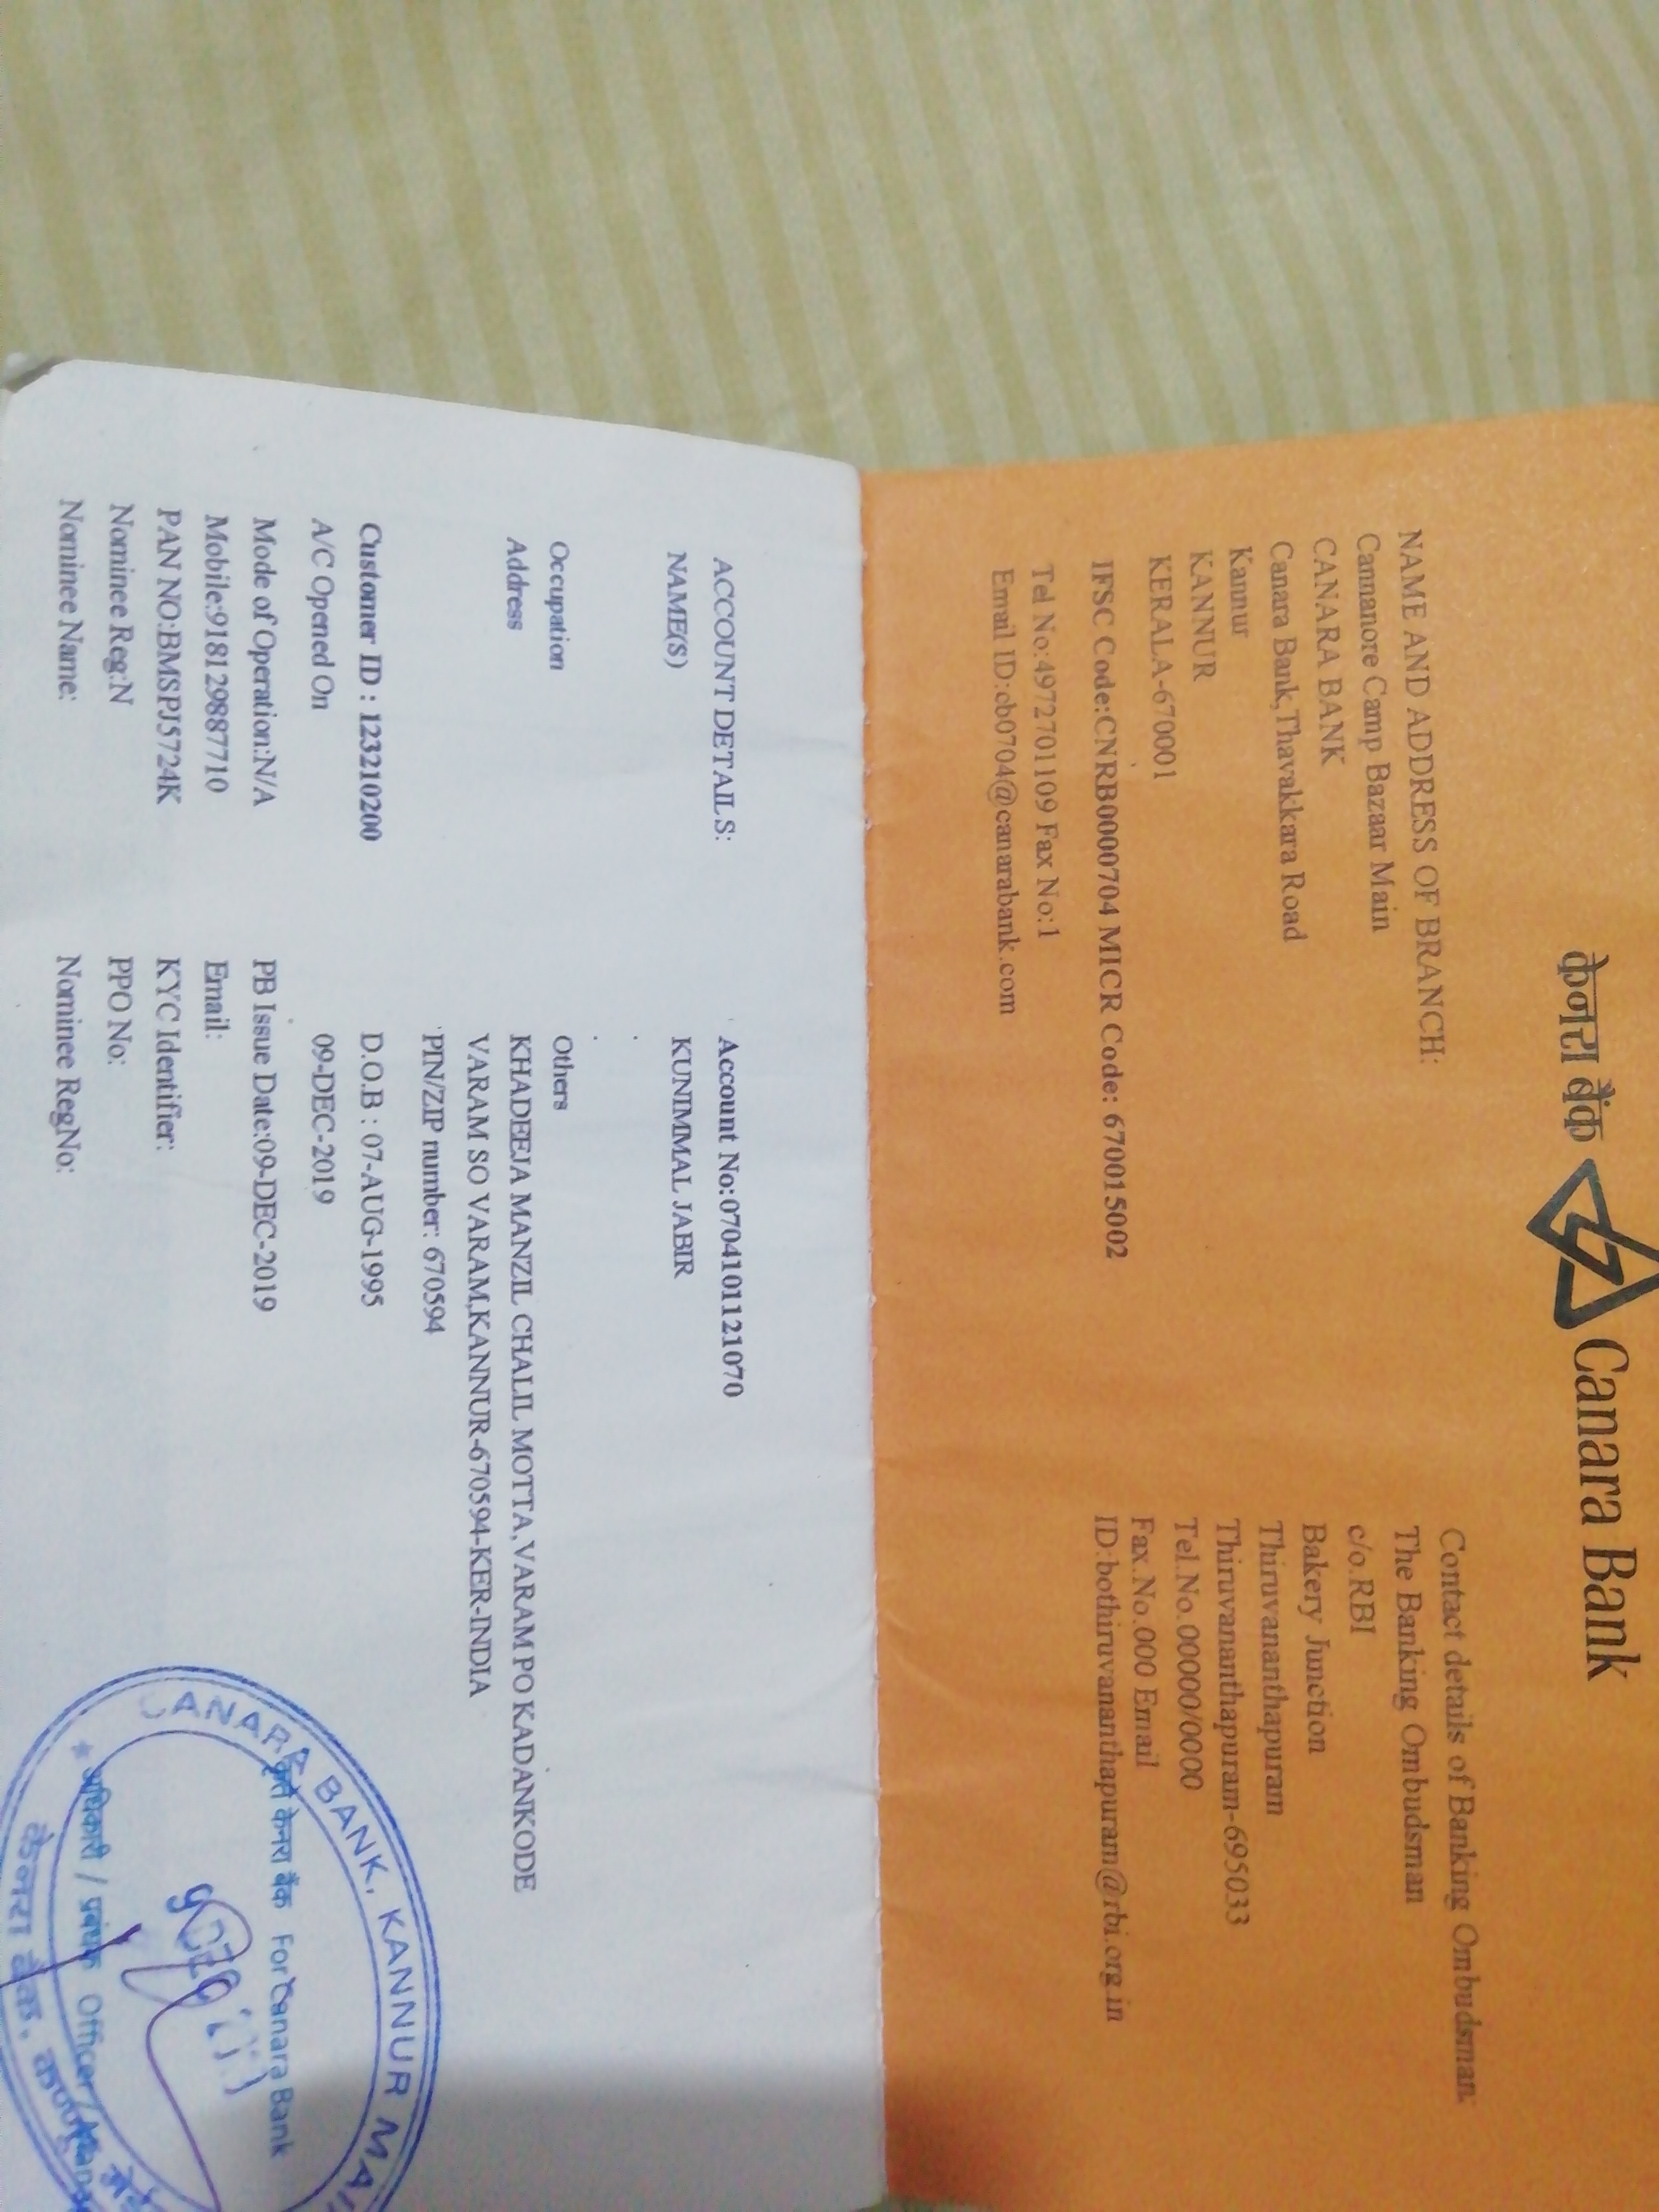 केनरा बैंक Canara Bank
NAME AND ADDRESS OF BRANCH:
Cannanore Camp Bazaar Main
CANARA BANK
Canara Bank,Thavakkara Road
Kannur
KANNUR
KERALA-670001
IFSC Code:CNRB0000704 MICR Code: 670015002
Tel No:4972701109 Fax No:1
Email ID:cb0704@canarabank.com
Contact details of Banking Ombudsman:
The Banking Ombudsman
c/o.RBI
Bakery Junction
Thiruvananthapuram
Thiruvananthapuram-695033
Tel.No.00000/0000
Fax.No.000 Email
ID:bothiruvananthapuram@rbi.org.in
ACCOUNT DETAILS: Account No:0704101121070
NAME(S) KUNIMMAL JABIR
Occupation Others
Address KHADEEJA MANZIL CHALIL MOTTA,VARAM PO KADANKODE
VARAM SO VARAM,KANNUR-670594-KER-INDIA
PIN/ZIP number: 670594
Customer ID : 123210200 D.O.B : 07-AUG-1995
A/C Opened On 09-DEC-2019
Mode of Operation:N/A PB Issue Date:09-DEC-2019
Mobile:918129887710 Email:
PAN NO:BMSPJ5724K KYC Identifier:
Nominee Reg:N PPO No:
Nominee Name: Nominee RegNo:
CANARA BANK, KANNUR MAIN
कृते केनरा बैंक For Canara Bank
अधिकारी / प्रबंधक Officer /
केनरा बैंक,